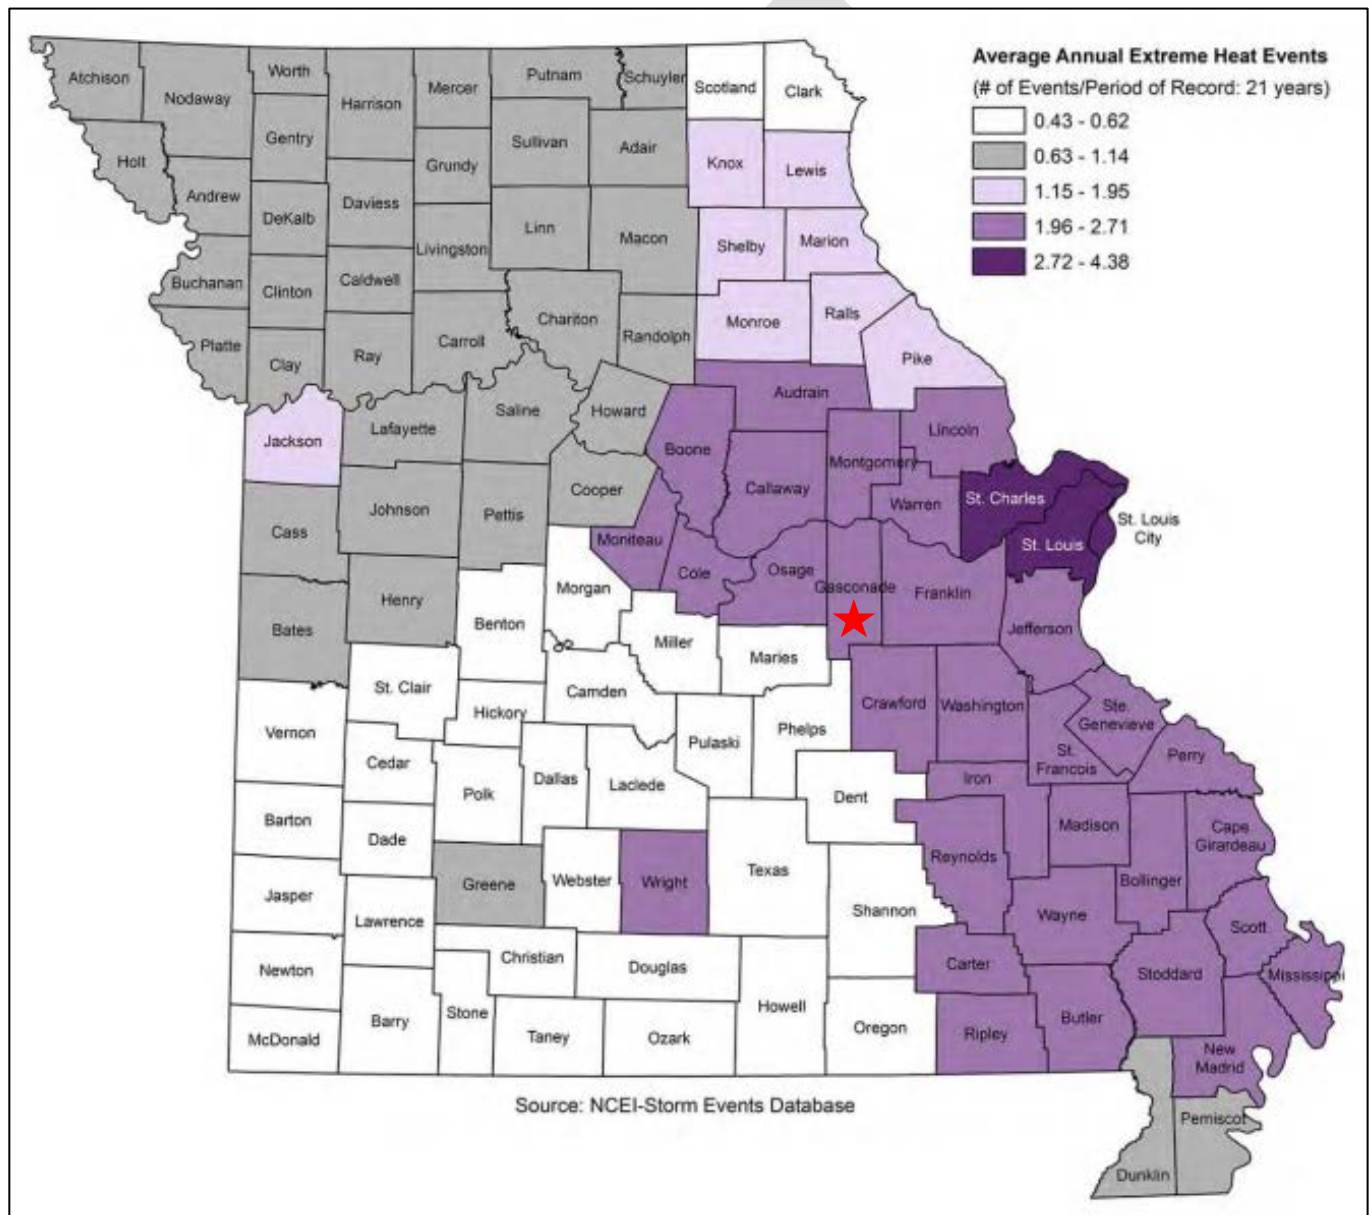 Average Annual Extreme Heat Events
(# of Events/Period of Record: 21 years)
0.43 - 0.62
0.63 - 1.14
1.15 - 1.95
1.96 - 2.71
2.72 - 4.38
Atchison
Nodaway
Worth
Harrison
Mercer
Putnam
Schuyler
Scotland
Clark
Holt
Gentry
Andrew
DeKalb
Daviess
Grundy
Sullivan
Adair
Knox
Lewis
Buchanan
Clinton
Caldwell
Livingston
Linn
Macon
Shelby
Marion
Platte
Clay
Ray
Carroll
Chariton
Randolph
Monroe
Ralls
Pike
Jackson
Lafayette
Saline
Howard
Boone
Audrain
Lincoln
Cass
Johnson
Pettis
Cooper
Moniteau
Callaway
Montgomery
Warren
St. Charles
St. Louis
St. Louis
City
Bates
Henry
Benton
Morgan
Cole
Osage
Gasconade
Franklin
Jefferson
Vernon
St. Clair
Hickory
Camden
Miller
Maries
Crawford
Washington
Ste.
Genevieve
St.
Francois
Perry
Cedar
Polk
Dallas
Laclede
Pulaski
Phelps
Dent
Iron
Madison
Cape
Girardeau
Barton
Dade
Greene
Webster
Wright
Texas
Shannon
Reynolds
Wayne
Bollinger
Scott
Jasper
Lawrence
Christian
Douglas
Howell
Carter
Stoddard
Mississippi
Newton
McDonald
Barry
Stone
Taney
Ozark
Oregon
Ripley
Butler
New
Madrid
Pemiscot
Dunklin
Source: NCEI-Storm Events Database